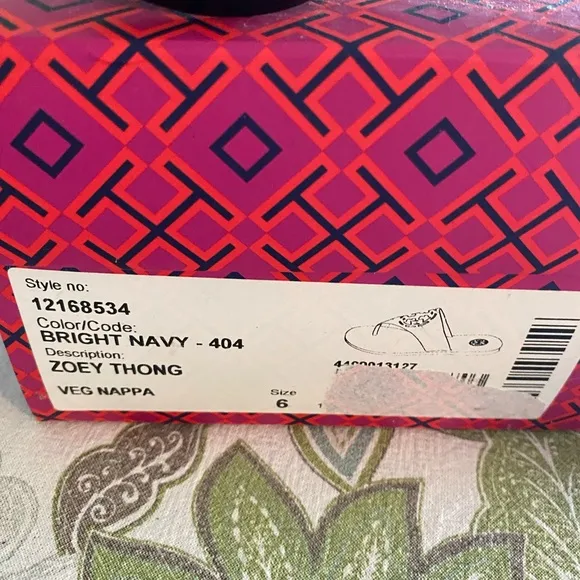 Style no:
12168534
Color/Code:
BRIGHT NAVY - 404
Description:
ZOEY THONG
VEG NAPPA
Size
6